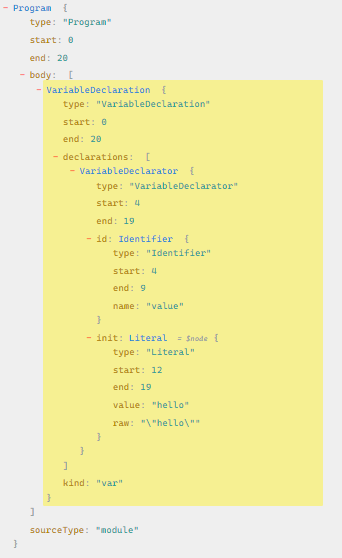 − Program {
type: "Program"
start: 0
end: 20
− body: [
− VariableDeclaration {
type: "VariableDeclaration"
start: 0
end: 20
− declarations: [
− VariableDeclarator {
type: "VariableDeclarator"
start: 4
end: 19
− id: Identifier {
type: "Identifier"
start: 4
end: 9
name: "value"
}
− init: Literal = $node {
type: "Literal"
start: 12
end: 19
value: "hello"
raw: "\"hello\""
}
}
]
kind: "var"
}
]
sourceType: "module"
}